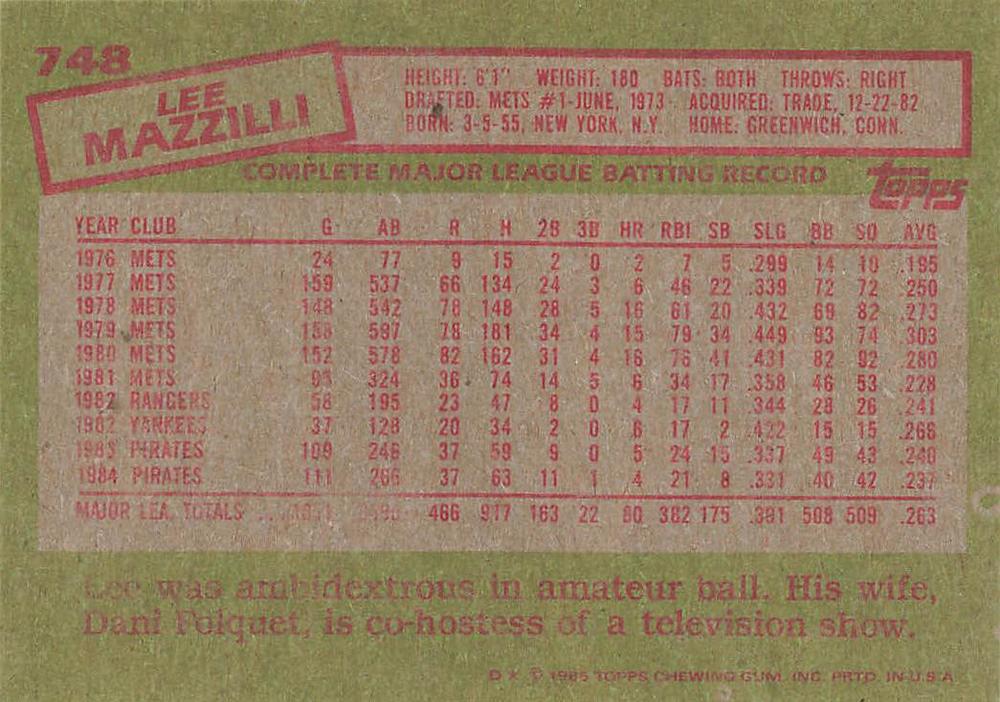 748
LEE
MAZZILLI
HEIGHT: 6'1" WEIGHT: 180 BATS: BOTH THROWS: RIGHT
DRAFTED: METS #1-JUNE, 1973 ACQUIRED: TRADE, 12-22-82
BORN: 3-5-55, NEW YORK, N.Y. HOME: GREENWICH, CONN.
COMPLETE MAJOR LEAGUE BATTING RECORD
topps
YEAR CLUB G AB R H 2B 3B HR RBI SB SLG BB SO AVG
1976 METS 24 77 9 15 2 0 2 7 5 .299 14 10 .195
1977 METS 159 537 66 134 24 3 6 46 22 .339 72 72 .250
1978 METS 148 542 78 148 28 5 16 61 20 .432 69 82 .273
1979 METS 158 597 78 181 34 4 15 79 34 .449 93 74 .303
1980 METS 152 578 82 162 31 4 16 76 41 .431 82 92 .280
1981 METS 95 324 36 74 14 5 6 34 17 .358 46 53 .228
1982 RANGERS 58 195 23 47 8 0 4 17 11 .344 28 26 .241
1982 YANKEES 37 128 20 34 2 0 6 17 2 .422 15 15 .266
1983 PIRATES 109 246 37 59 9 0 5 24 15 .337 49 43 .240
1984 PIRATES 111 266 37 63 11 1 4 21 8 .331 40 42 .237
MAJOR LEA. TOTALS 466 917 163 22 80 382 175 .391 508 509 .263
Lee was ambidextrous in amateur ball. His wife,
Dani Folquet, is co-hostess of a television show.
D* © 1985 TOPPS CHEWING GUM, INC. PRTD. IN U.S.A.